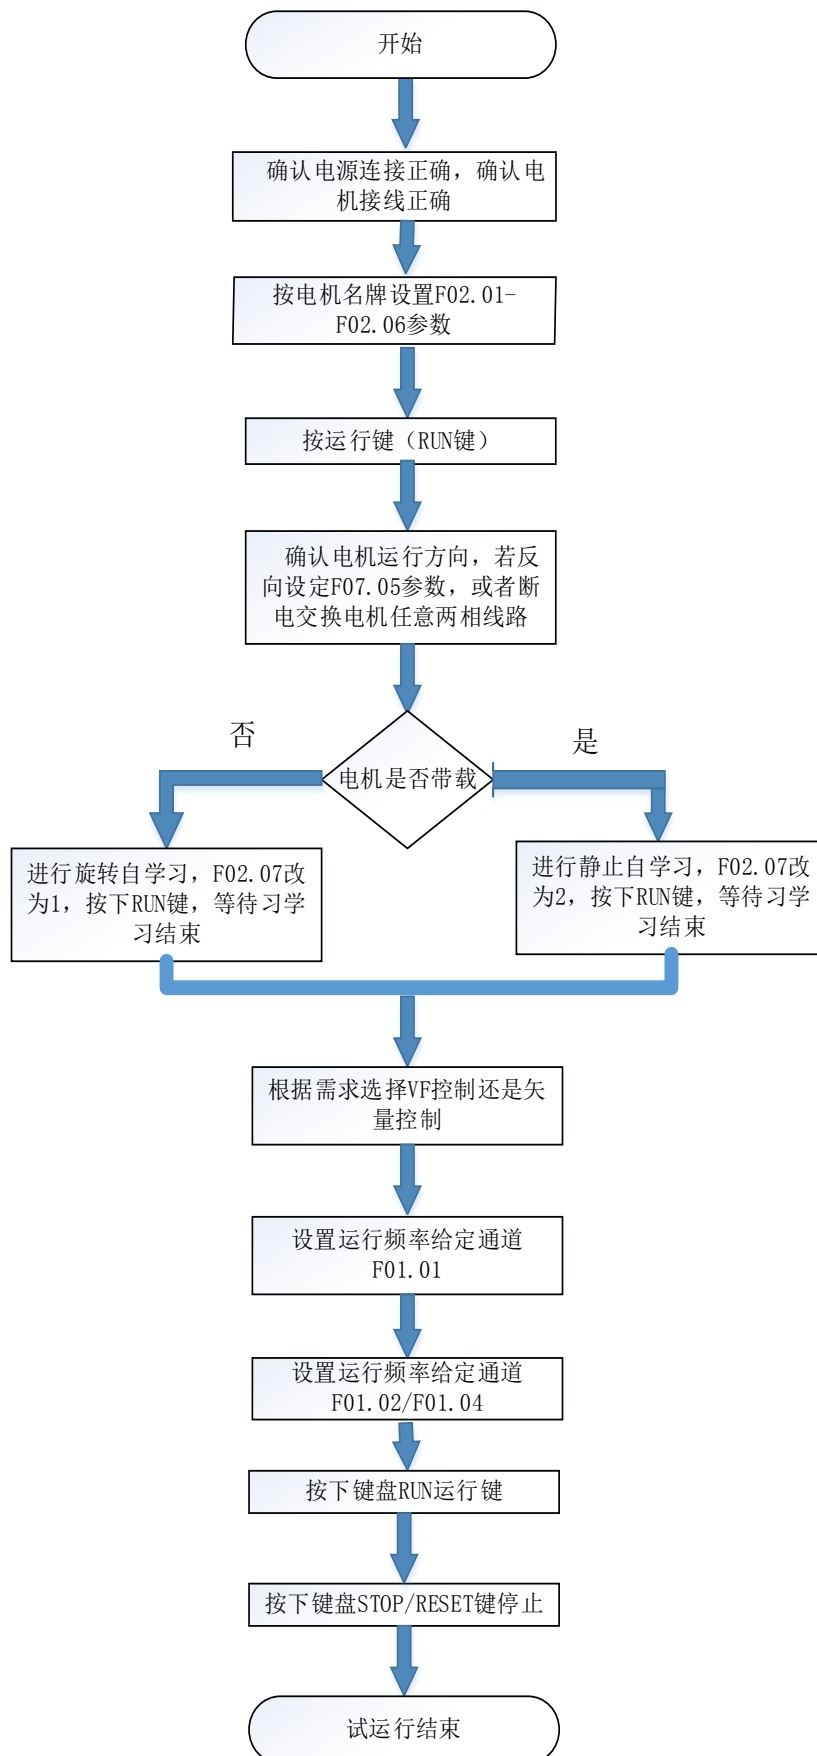 开始
确认电源连接正确，确认电
机接线正确
按电机名牌设置F02.01-
F02.06参数
按运行键（RUN键）
确认电机运行方向，若反
向设定F07.05参数，或者断
电交换电机任意两相线路
否
是
电机是否带载
进行旋转自学习，F02.07改
为1，按下RUN键，等待习学
习结束
进行静止自学习，F02.07改
为2，按下RUN键，等待习学
习结束
根据需求选择VF控制还是矢
量控制
设置运行频率给定通道
F01.01
设置运行频率给定通道
F01.02/F01.04
按下键盘RUN运行键
按下键盘STOP/RESET键停止
试运行结束